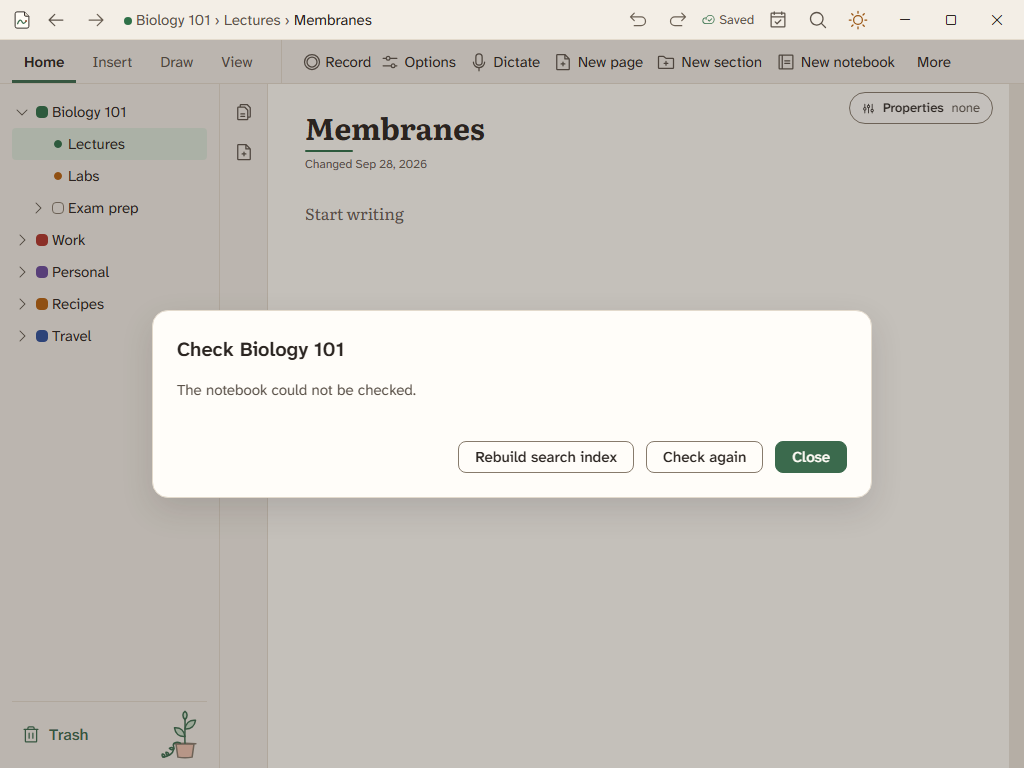 Biology 101 › Lectures › Membranes
Saved
Home Insert Draw View
Record Options Dictate New page New section New notebook More
Biology 101
Lectures
Labs
Exam prep
Work
Personal
Recipes
Travel
Trash
Properties none
Membranes
Changed Sep 28, 2026
Start writing
Check Biology 101
The notebook could not be checked.
Rebuild search index Check again Close